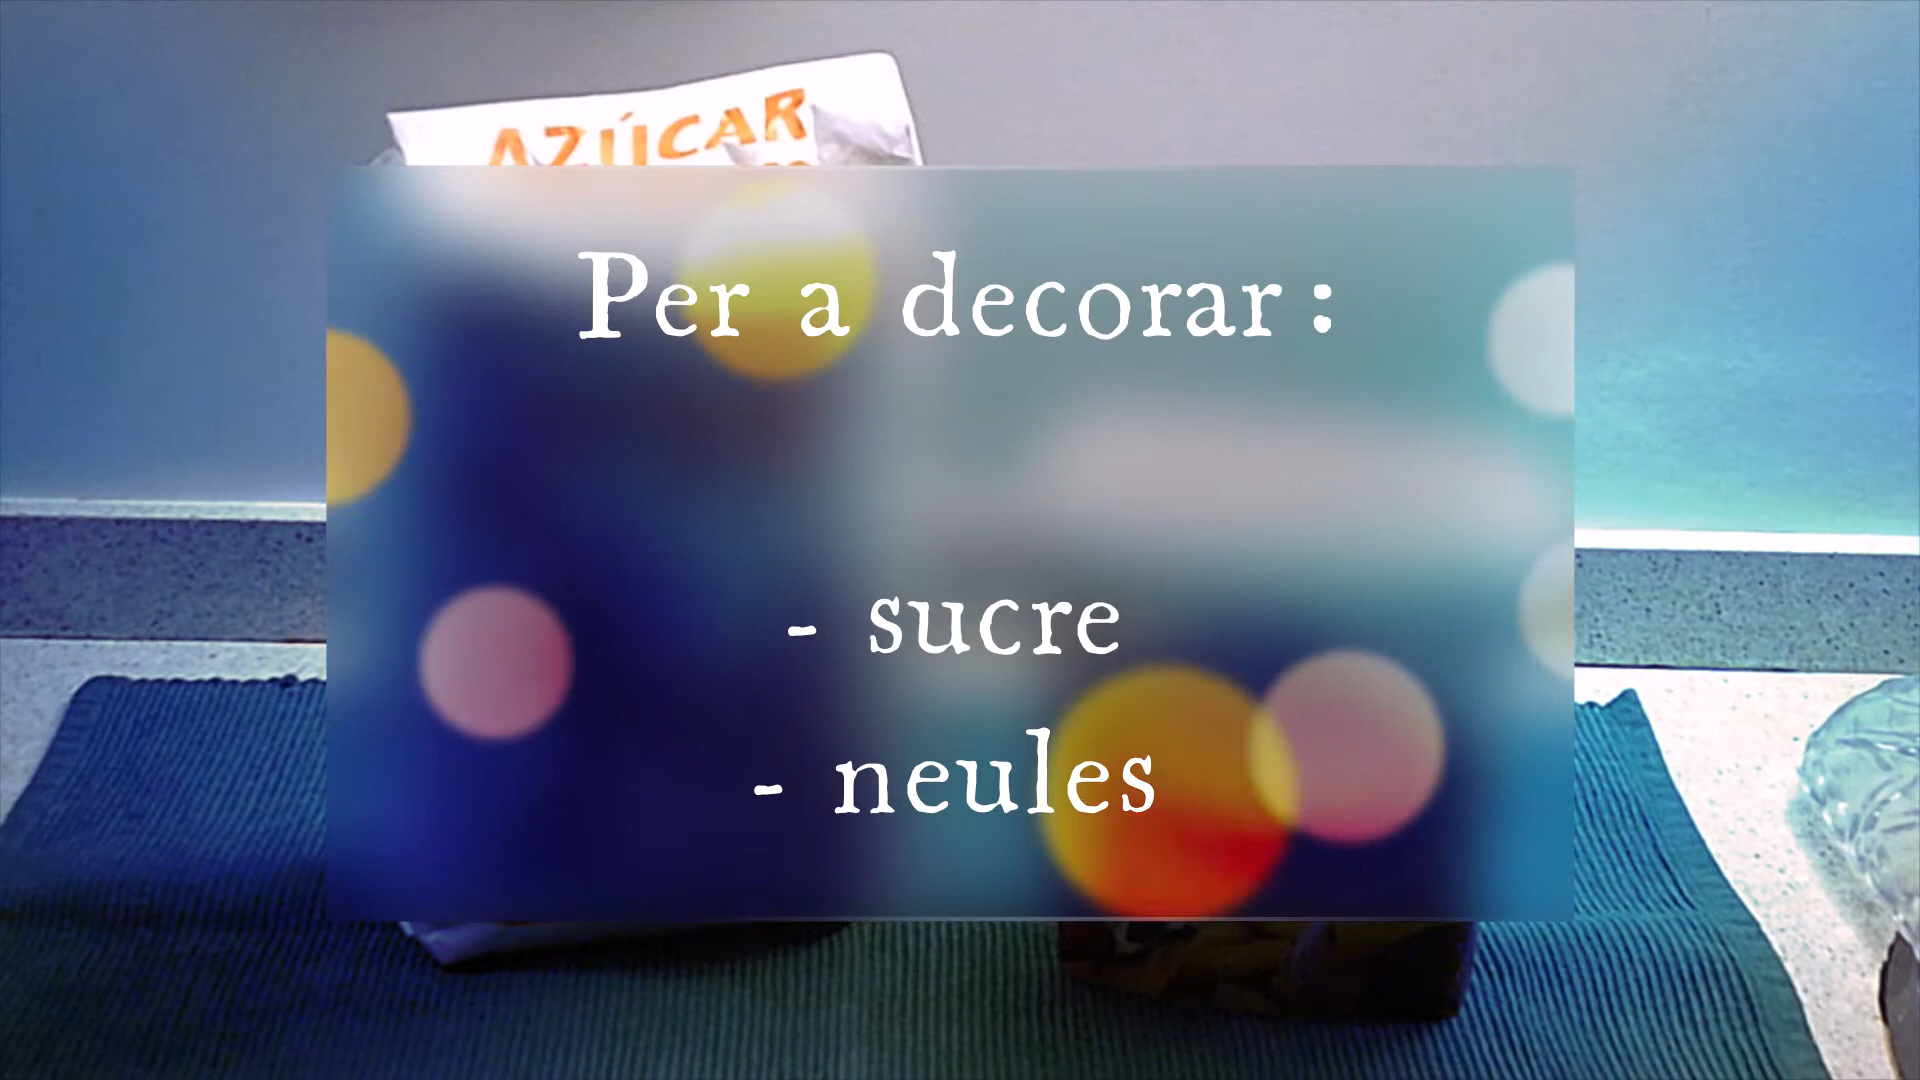 AZÚCAR
Per a decorar:
- sucre
- neules